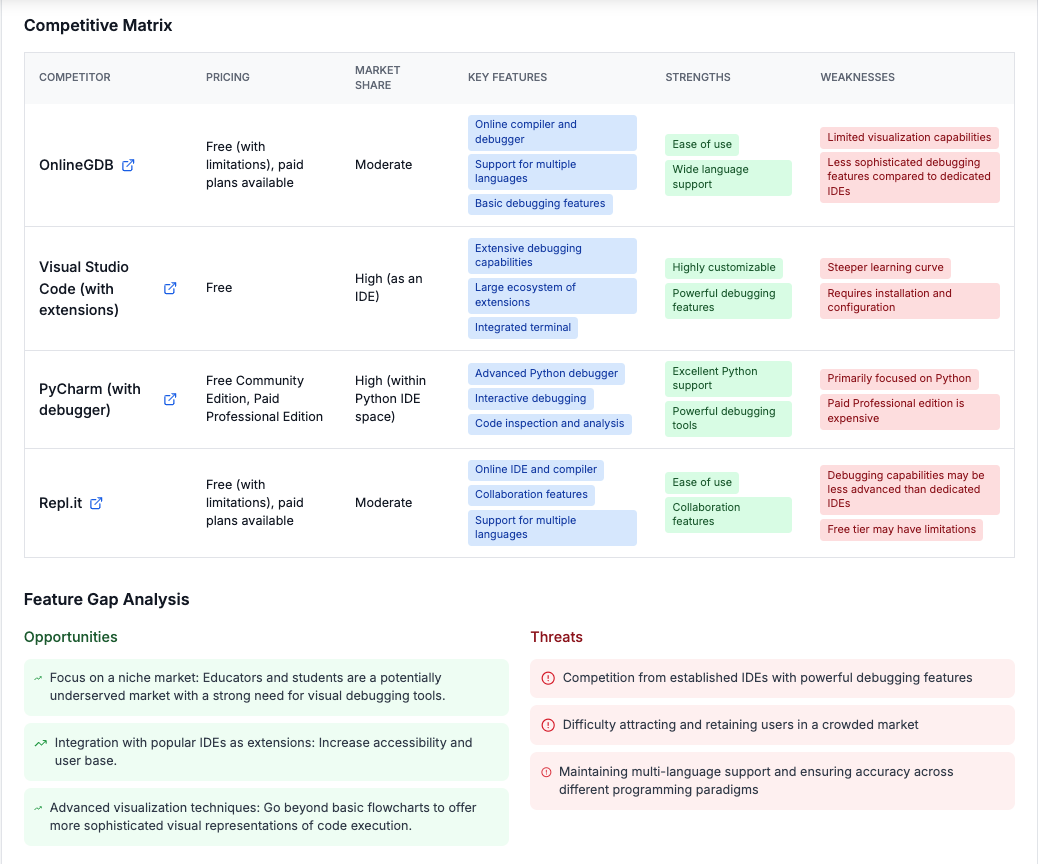 Competitive Matrix
COMPETITOR
PRICING
MARKET
SHARE
KEY FEATURES
STRENGTHS
WEAKNESSES
OnlineGDB
Free (with
limitations), paid
plans available
Moderate
Online compiler and
debugger
Support for multiple
languages
Basic debugging features
Ease of use
Wide language
support
Limited visualization capabilities
Less sophisticated debugging
features compared to dedicated
IDEs
Visual Studio
Code (with
extensions)
Free
High (as an
IDE)
Extensive debugging
capabilities
Large ecosystem of
extensions
Integrated terminal
Highly customizable
Powerful debugging
features
Steeper learning curve
Requires installation and
configuration
PyCharm (with
debugger)
Free Community
Edition, Paid
Professional Edition
High (within
Python IDE
space)
Advanced Python debugger
Interactive debugging
Code inspection and analysis
Excellent Python
support
Powerful debugging
tools
Primarily focused on Python
Paid Professional edition is
expensive
Repl.it
Free (with
limitations), paid
plans available
Moderate
Online IDE and compiler
Collaboration features
Support for multiple
languages
Ease of use
Collaboration
features
Debugging capabilities may be
less advanced than dedicated
IDEs
Free tier may have limitations
Feature Gap Analysis
Opportunities
Focus on a niche market: Educators and students are a potentially
underserved market with a strong need for visual debugging tools.
Integration with popular IDEs as extensions: Increase accessibility and
user base.
Advanced visualization techniques: Go beyond basic flowcharts to offer
more sophisticated visual representations of code execution.
Threats
Competition from established IDEs with powerful debugging features
Difficulty attracting and retaining users in a crowded market
Maintaining multi-language support and ensuring accuracy across
different programming paradigms